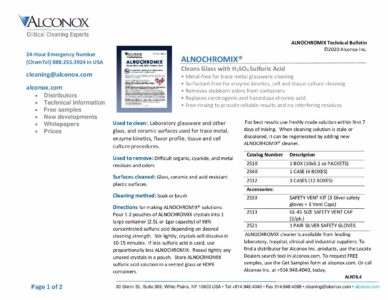 ALCONOX
Critical Cleaning Experts
ALNOCHROMIX Technical Bulletin
©2020 Alconox Inc.
24-Hour Emergency Number
(ChemTel) 888.255.3924 in USA
cleaning@alconox.com
alconox.com
• Distributors
• Technical Information
• Free samples
• New developments
• Whitepapers
• Prices
ALCONOX
ALNOCHROMIX
ALNOCHROMIX®
Cleans Glass with H₂SO₄ Sulfuric Acid
• Metal-free for trace metal glassware cleaning
• Surfactant-free for enzyme kinetics, cell and tissue culture cleaning
• Removes stubborn odors from containers
• Replaces carcinogenic and hazardous chromic acid
• Free rinsing to provide reliable results and no interfering residues
Used to clean: Laboratory glassware and other
glass, and ceramic surfaces used for trace metal,
enzyme kinetics, flavor profile, tissue and cell
culture procedures.
Used to remove: Difficult organic, cyanide, and metal
residues and odors.
Surfaces cleaned: Glass, ceramic and acid resistant
plastic surfaces.
Cleaning method: Soak or brush
Directions for making ALNOCHROMIX® solutions:
Pour 1-2 pouches of ALNOCHROMIX crystals into 1
large container (2.5L or 1gal capacity) of 98%
concentrated sulfuric acid depending on desired
cleaning strength. Stir lightly, crystals will dissolve in
10-15 minutes. If less sulfuric acid is used, use
proportionally less ALNOCHROMIX. Reseal tightly any
unused crystals in a pouch. Store ALNOCHROMIX
sulfuric acid solution in a vented glass or HDPE
containers.
For best results use freshly made solution within first 7
days of mixing. When cleaning solution is stale or
discolored, it can be regenerated by adding new
ALNOCHROMIX® cleaner.
Catalog Number Description
2510 1 BOX (10x3.1 oz PACKETS)
2540 1 CASE (4 BOXES)
2512 3 CASES (12 BOXES)
Accessories:
2533 SAFETY VENT KIT (3 Silver safety
gloves + 3 Vent Caps)
2513 GL-45 SIZE SAFETY VENT CAP
(1/pk.)
2521 1 PAIR SILVER SAFETY GLOVES
ALNOCHROMIX cleaner is available from leading
laboratory, hospital, clinical and industrial suppliers. To
find a distributor for Alconox Inc. products, use the Locate
Dealers search tool in alconox.com. To request FREE
samples, use the Get Samples form at alconox.com. Or call
Alconox Inc. at +914.948.4040, today.
Page 1 of 2
30 Glenn St., Suite 309, White Plains, NY 10603 USA • Tel +914.948.4040 • Fax +914.948.4088 • cleaning@alconox.com • alconox.com